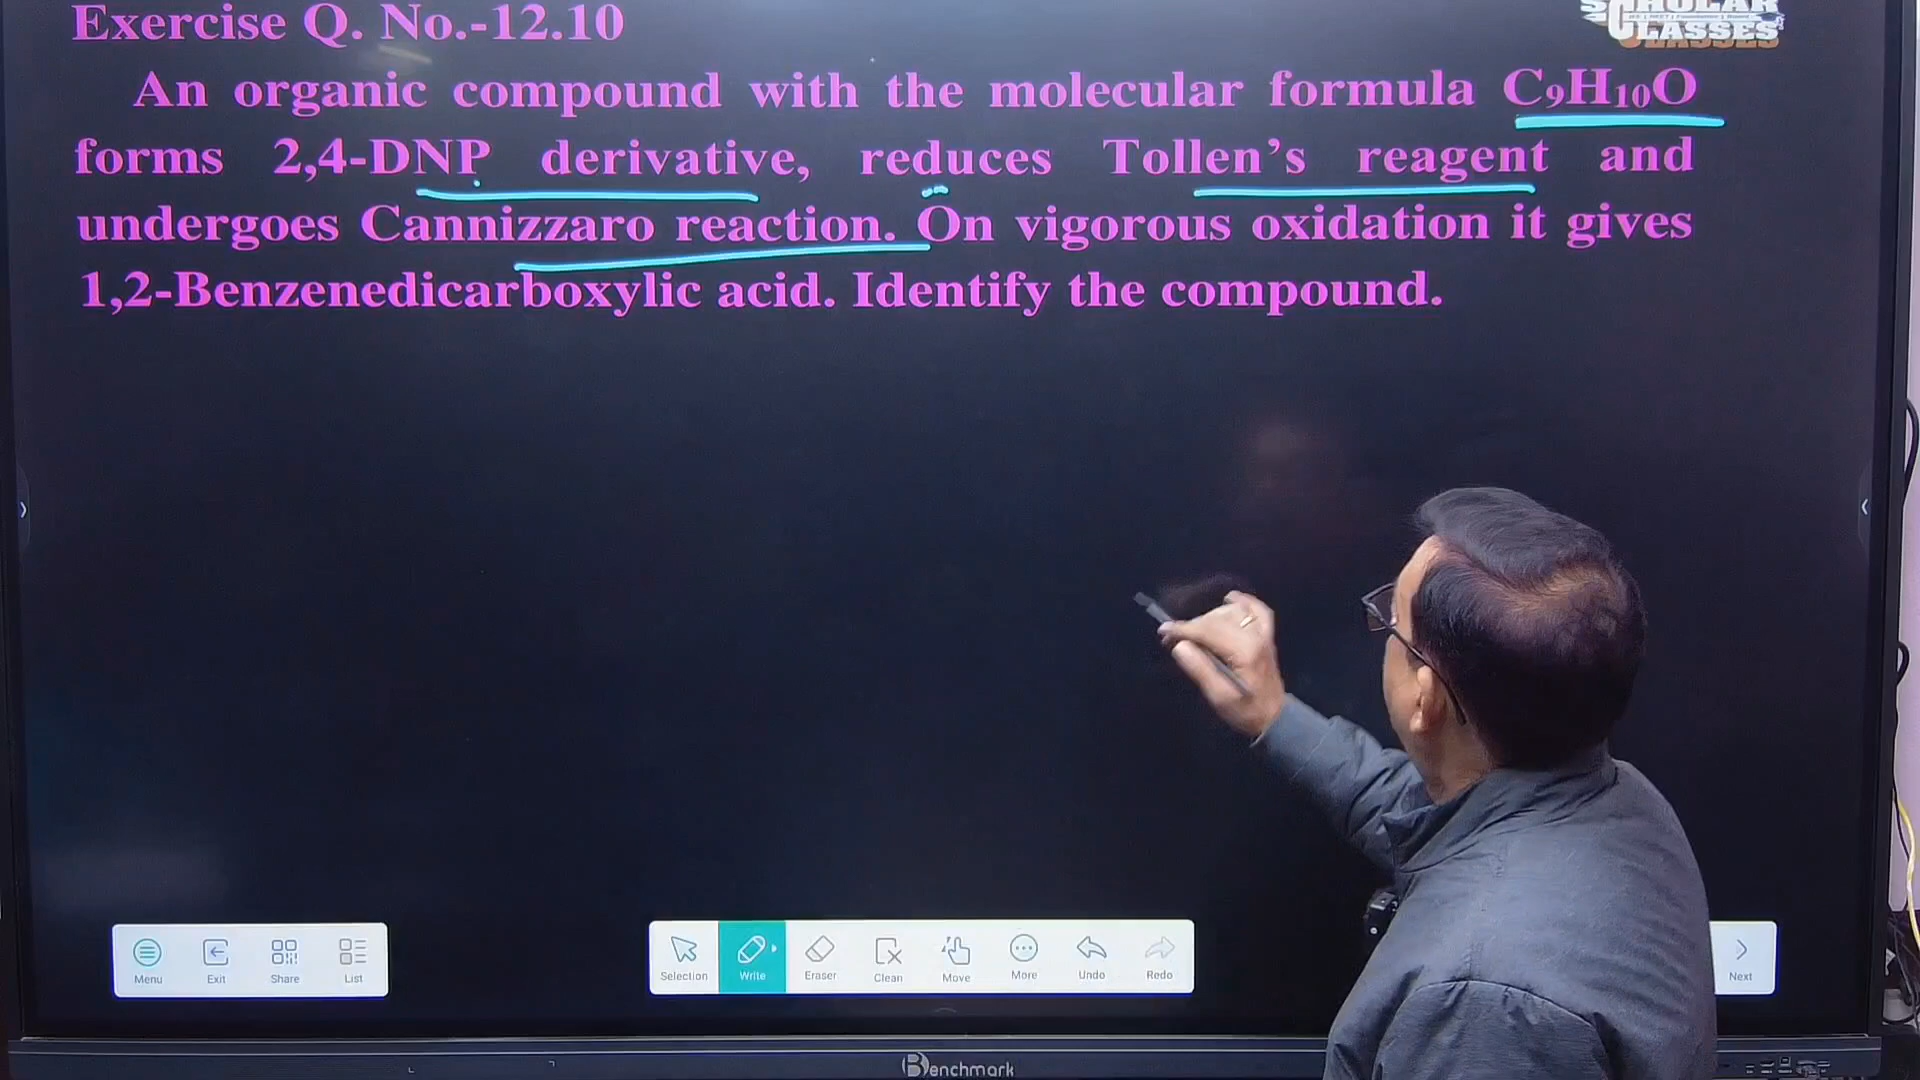 Exercise Q. No.-12.10
SCHOLAR
CLASSES
An organic compound with the molecular formula C₉H₁₀O
forms 2,4-DNP derivative, reduces Tollen's reagent and
undergoes Cannizzaro reaction. On vigorous oxidation it gives
1,2-Benzenedicarboxylic acid. Identify the compound.
Menu Exit Share List Selection Write Eraser Clean Move More Undo Redo Next
Benchmark